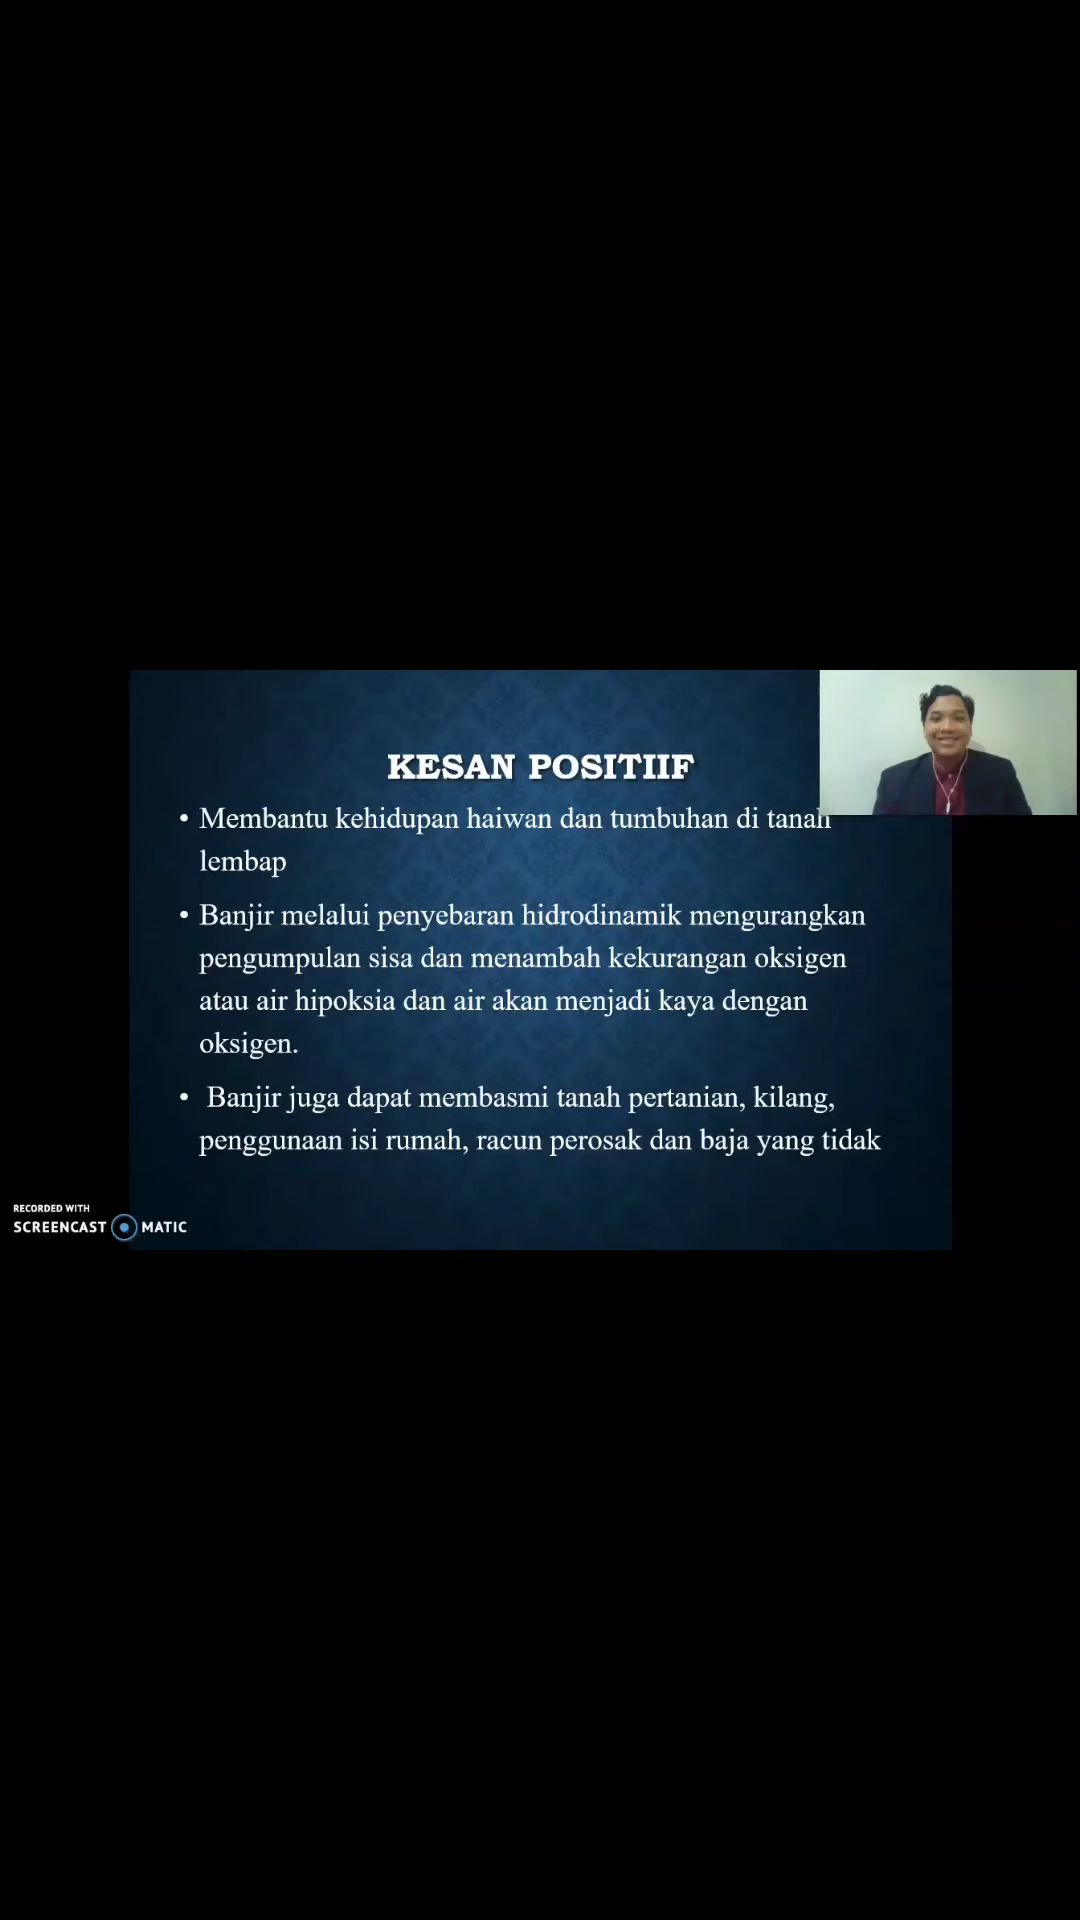 KESAN POSITIIF
• Membantu kehidupan haiwan dan tumbuhan di tanah
lembap
• Banjir melalui penyebaran hidrodinamik mengurangkan
pengumpulan sisa dan menambah kekurangan oksigen
atau air hipoksia dan air akan menjadi kaya dengan
oksigen.
• Banjir juga dapat membasmi tanah pertanian, kilang,
penggunaan isi rumah, racun perosak dan baja yang tidak
RECORDED WITH
SCREENCAST MATIC